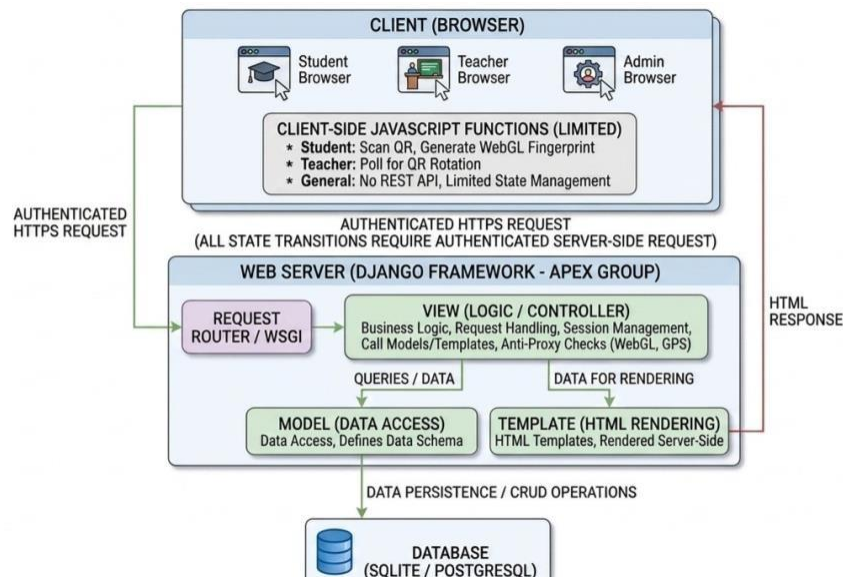 CLIENT (BROWSER)
Student
Browser
Teacher
Browser
Admin
Browser
CLIENT-SIDE JAVASCRIPT FUNCTIONS (LIMITED)
* Student: Scan QR, Generate WebGL Fingerprint
* Teacher: Poll for QR Rotation
* General: No REST API, Limited State Management
AUTHENTICATED
HTTPS REQUEST
AUTHENTICATED HTTPS REQUEST
(ALL STATE TRANSITIONS REQUIRE AUTHENTICATED SERVER-SIDE REQUEST)
WEB SERVER (DJANGO FRAMEWORK - APEX GROUP)
REQUEST
ROUTER / WSGI
VIEW (LOGIC / CONTROLLER)
Business Logic, Request Handling, Session Management,
Call Models/Templates, Anti-Proxy Checks (WebGL, GPS)
HTML
RESPONSE
QUERIES / DATA
DATA FOR RENDERING
MODEL (DATA ACCESS)
Data Access, Defines Data Schema
TEMPLATE (HTML RENDERING)
HTML Templates, Rendered Server-Side
DATA PERSISTENCE / CRUD OPERATIONS
DATABASE
(SQLITE / POSTGRESQL)